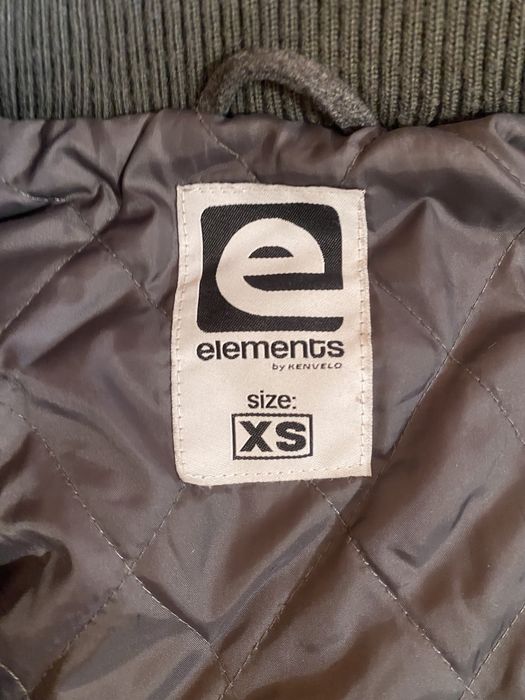 e
elements
by KENVELO
size:
XS